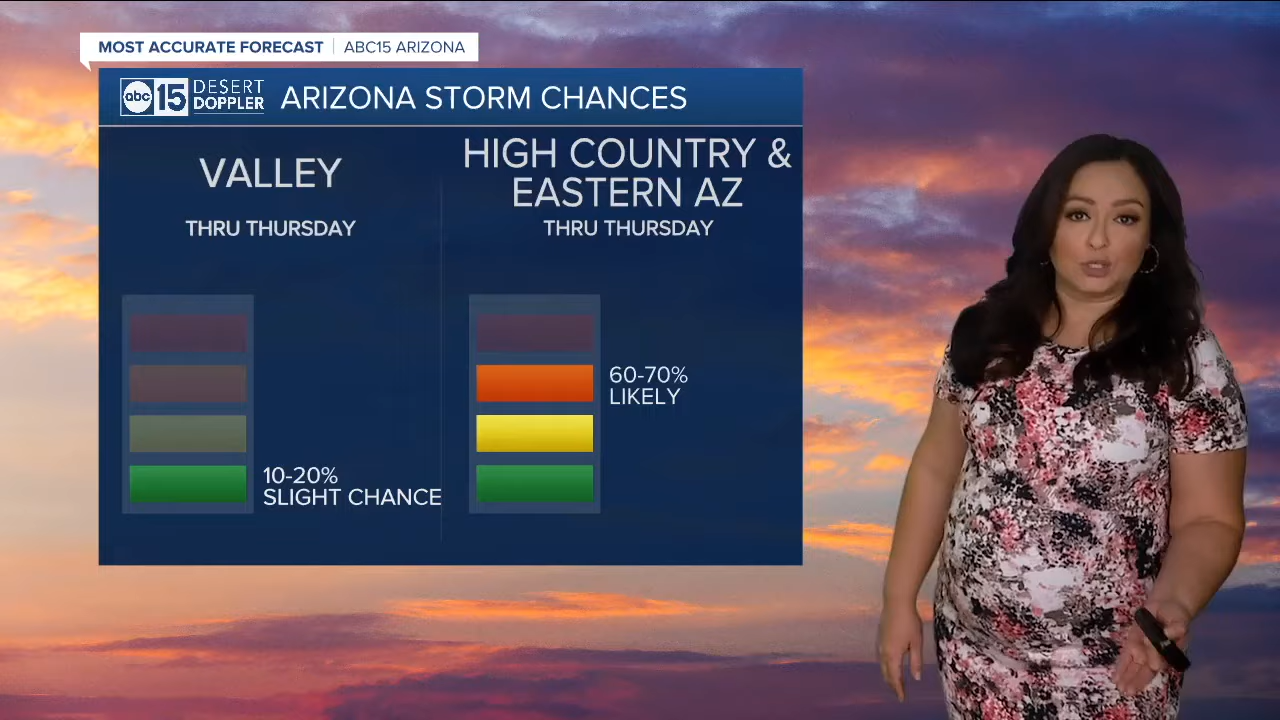 MOST ACCURATE FORECAST | ABC15 ARIZONA
abc 15 DESERT DOPPLER
ARIZONA STORM CHANCES
VALLEY
THRU THURSDAY
10-20%
SLIGHT CHANCE
HIGH COUNTRY &
EASTERN AZ
THRU THURSDAY
60-70%
LIKELY